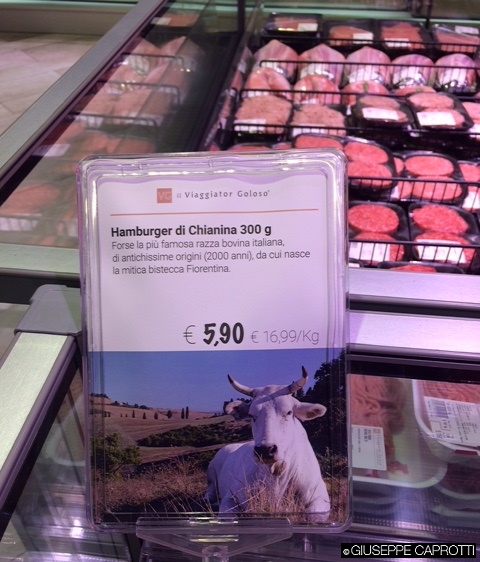 VG il Viaggiator Goloso®
Hamburger di Chianina 300 g
Forse la più famosa razza bovina italiana,
di antichissime origini (2000 anni), da cui nasce
la mitica bistecca Fiorentina.
€ 5,90 € 16,99/Kg
©GIUSEPPE CAPROTTI